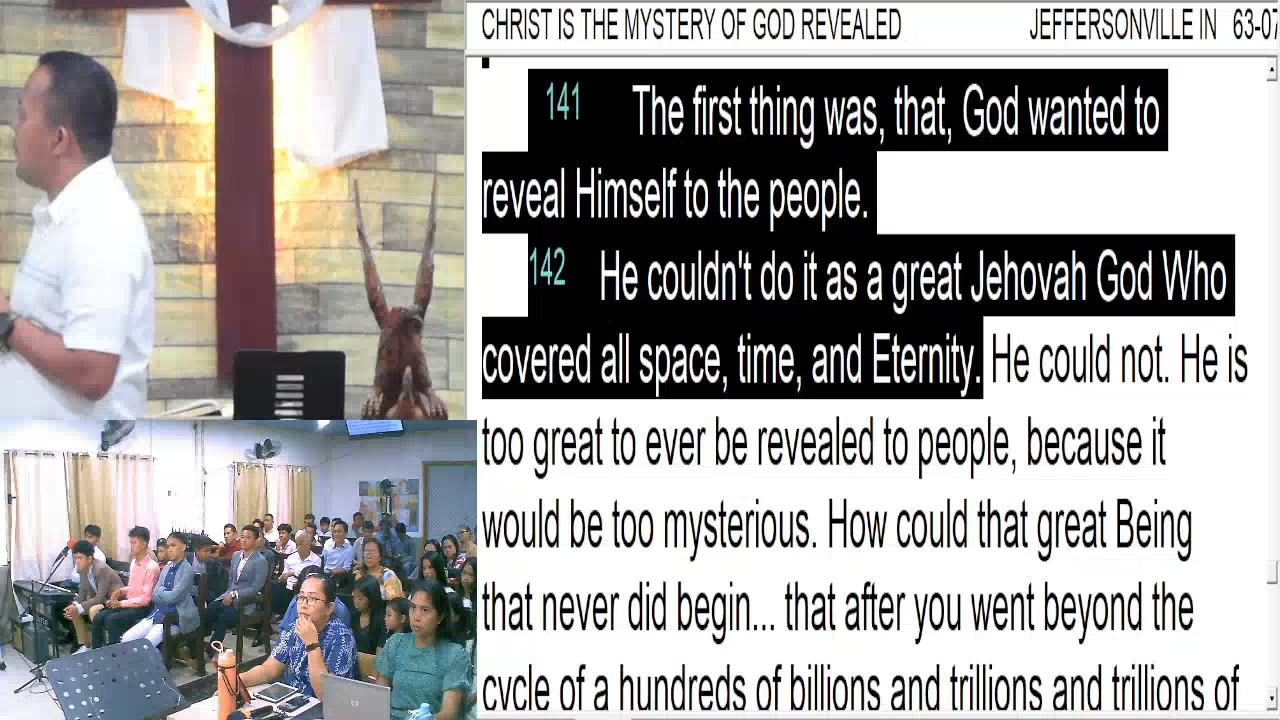 CHRIST IS THE MYSTERY OF GOD REVEALED JEFFERSONVILLE IN 63-07
141 The first thing was, that, God wanted to
reveal Himself to the people.
142 He couldn't do it as a great Jehovah God Who
covered all space, time, and Eternity. He could not. He is
too great to ever be revealed to people, because it
would be too mysterious. How could that great Being
that never did begin... that after you went beyond the
cycle of a hundreds of billions and trillions and trillions of